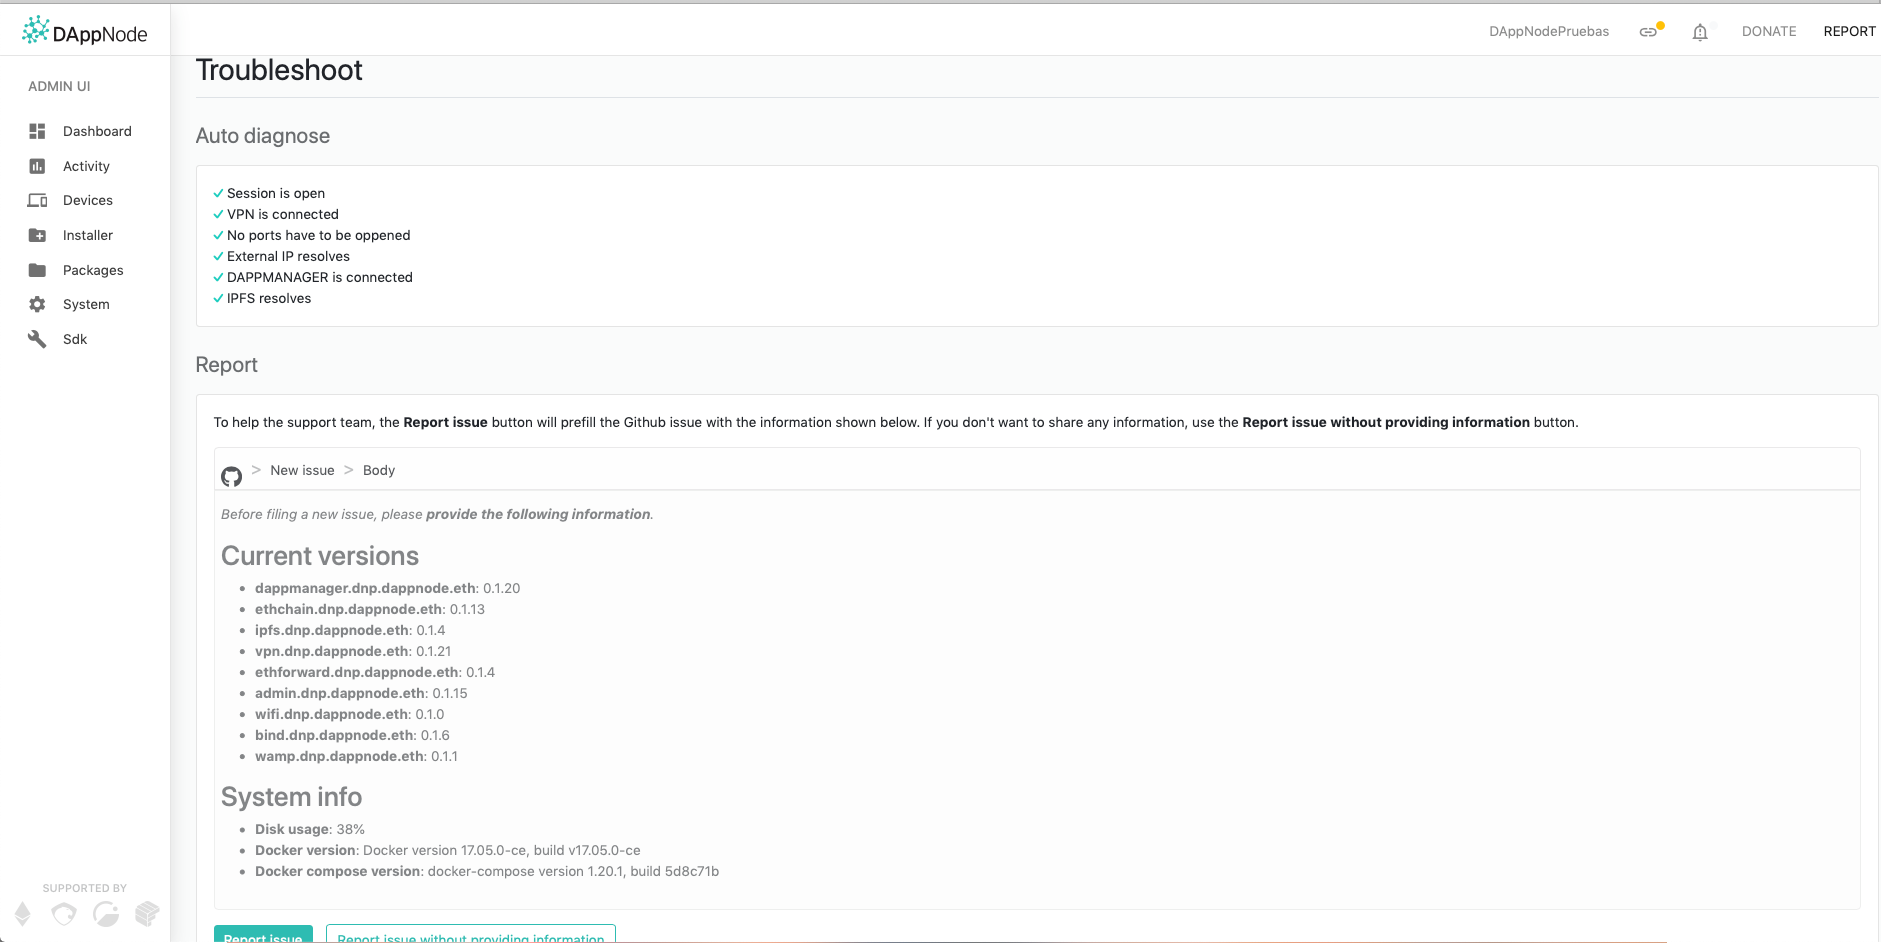 DAppNode
DAppNodePruebas
DONATE
REPORT
ADMIN UI
Dashboard
Activity
Devices
Installer
Packages
System
Sdk
SUPPORTED BY
Troubleshoot
Auto diagnose
Session is open
VPN is connected
No ports have to be oppened
External IP resolves
DAPPMANAGER is connected
IPFS resolves
Report
To help the support team, the Report issue button will prefill the Github issue with the information shown below. If you don't want to share any information, use the Report issue without providing information button.
> New issue > Body
Before filing a new issue, please provide the following information.
Current versions
• dappmanager.dnp.dappnode.eth: 0.1.20
• ethchain.dnp.dappnode.eth: 0.1.13
• ipfs.dnp.dappnode.eth: 0.1.4
• vpn.dnp.dappnode.eth: 0.1.21
• ethforward.dnp.dappnode.eth: 0.1.4
• admin.dnp.dappnode.eth: 0.1.15
• wifi.dnp.dappnode.eth: 0.1.0
• bind.dnp.dappnode.eth: 0.1.6
• wamp.dnp.dappnode.eth: 0.1.1
System info
• Disk usage: 38%
• Docker version: Docker version 17.05.0-ce, build v17.05.0-ce
• Docker compose version: docker-compose version 1.20.1, build 5d8c71b
Report issue
Report issue without providing information